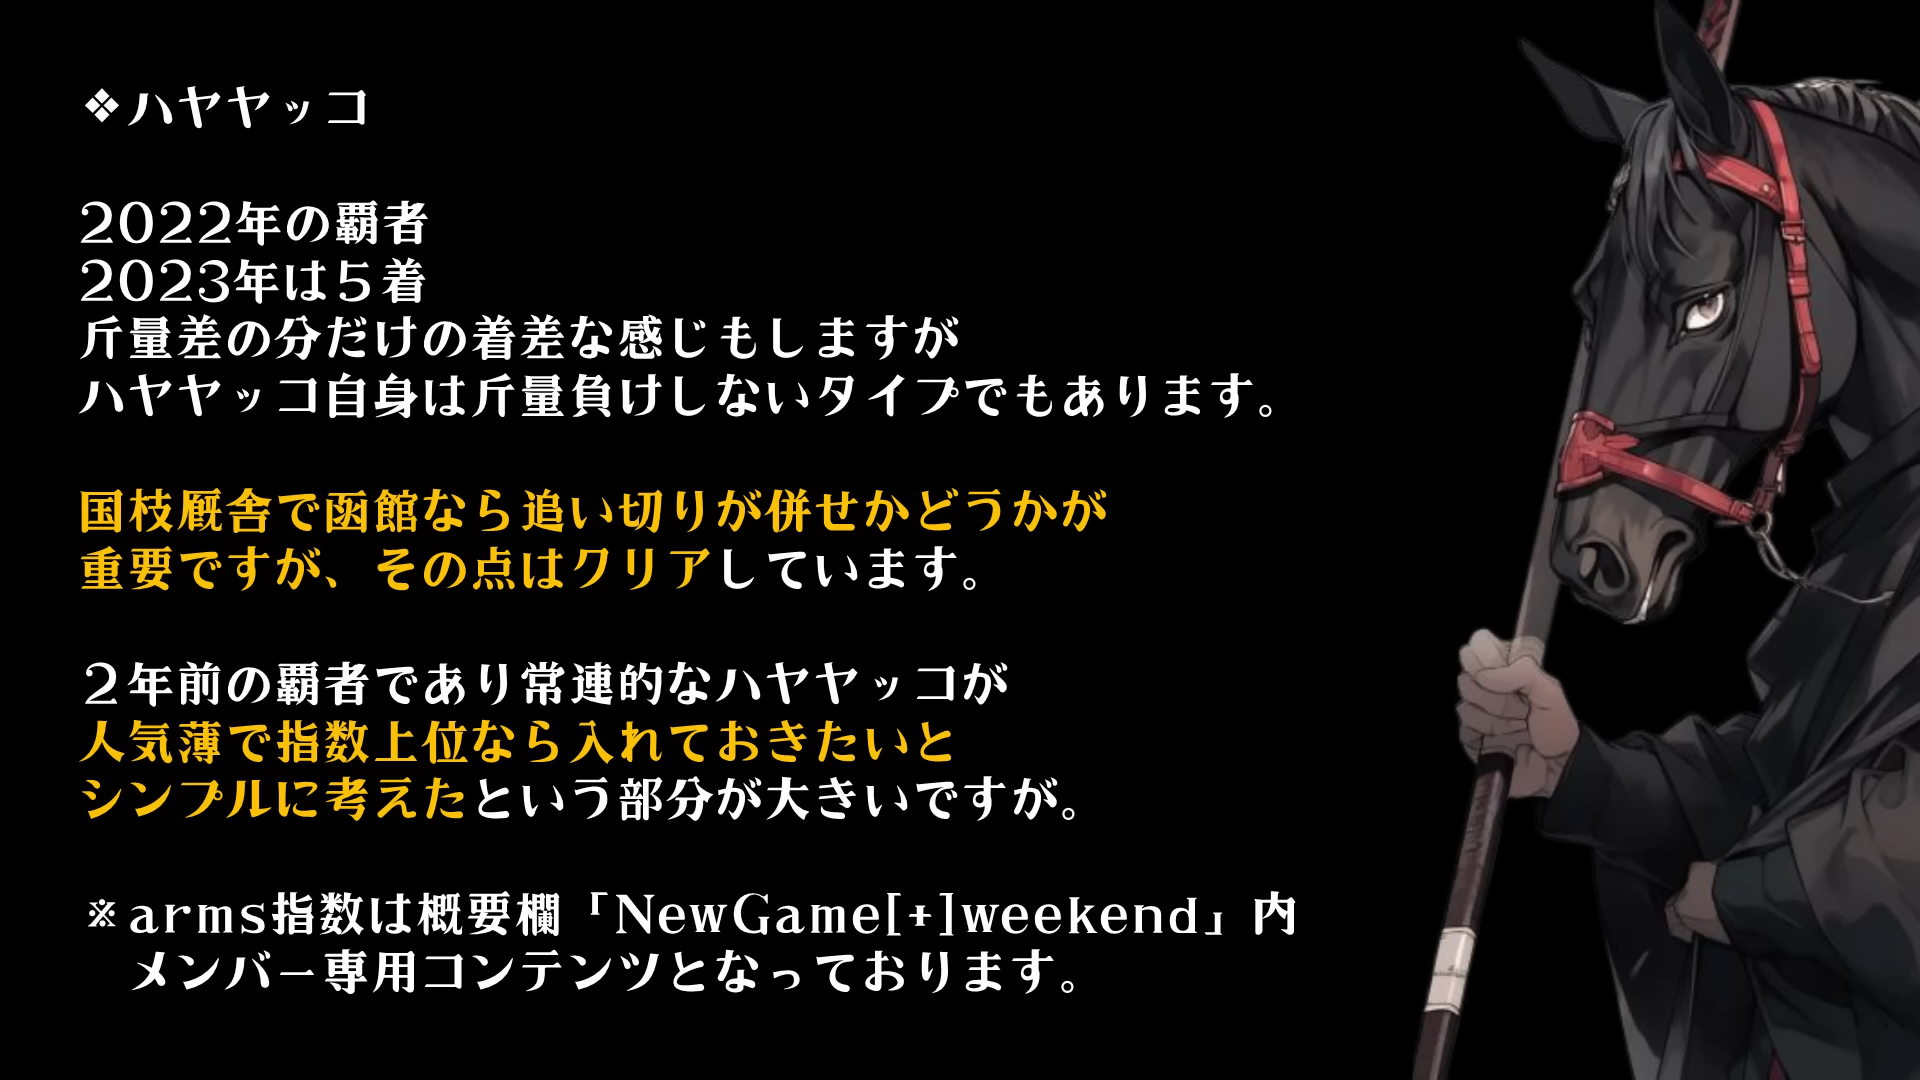 ❖ハヤヤッコ
2022年の覇者
2023年は５着
斤量差の分だけの着差な感じもしますが
ハヤヤッコ自身は斤量負けしないタイプでもあります。
国枝厩舎で函館なら追い切りが併せかどうかが
重要ですが、その点はクリアしています。
２年前の覇者であり常連的なハヤヤッコが
人気薄で指数上位なら入れておきたいと
シンプルに考えたという部分が大きいですが。
※arms指数は概要欄「NewGame[+]weekend」内
メンバー専用コンテンツとなっております。